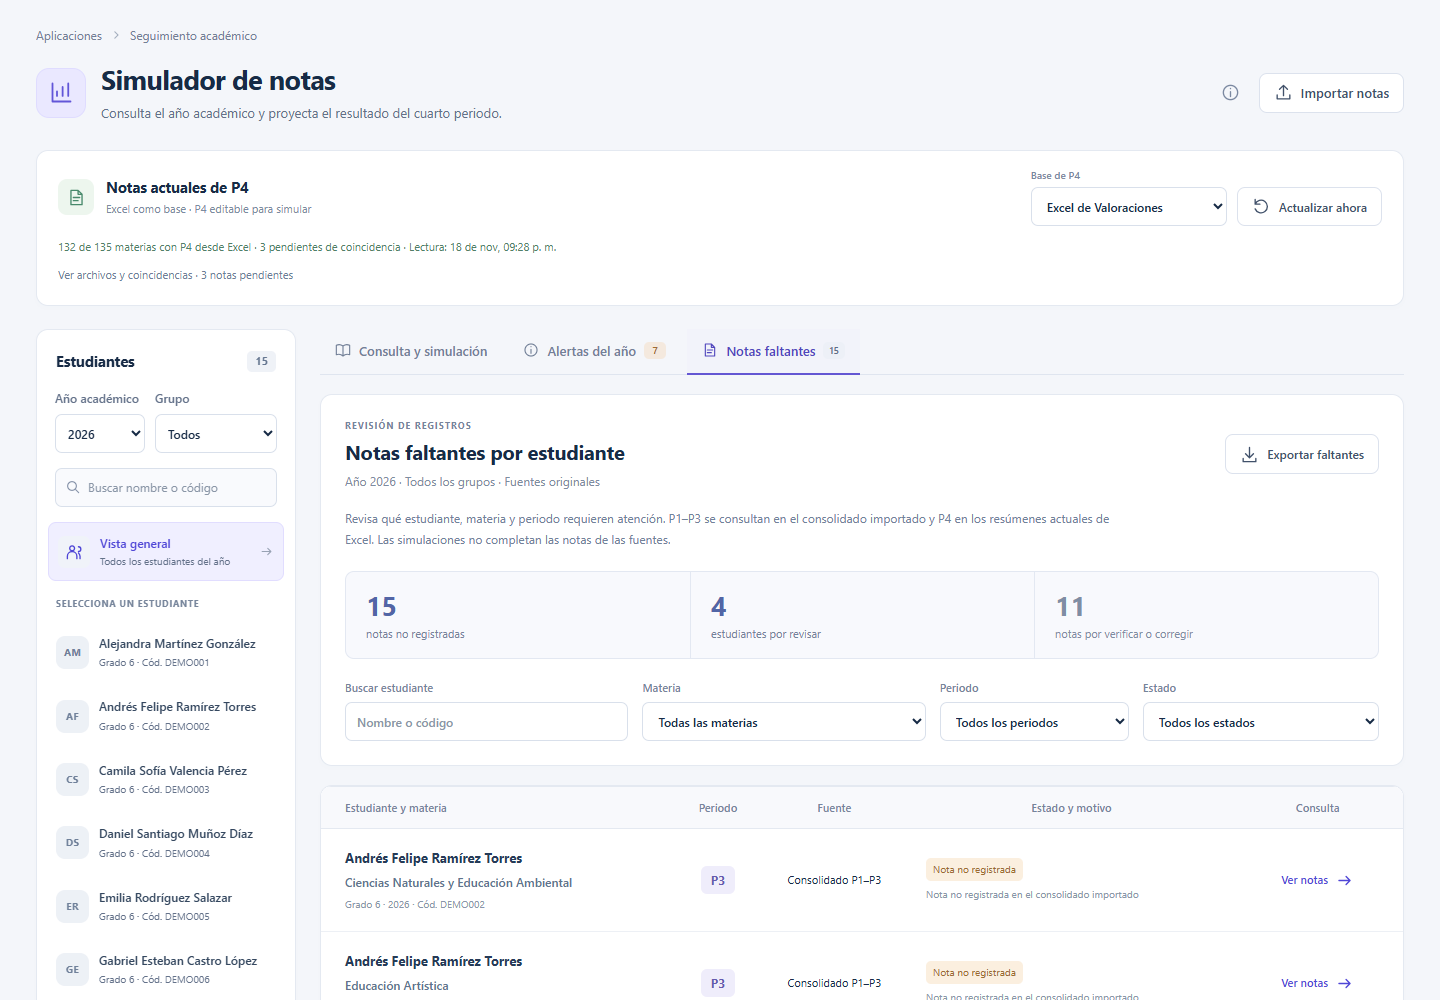 Aplicaciones > Seguimiento académico
Simulador de notas
Consulta el año académico y proyecta el resultado del cuarto periodo.
Importar notas
Notas actuales de P4
Excel como base · P4 editable para simular
Base de P4
Excel de Valoraciones
Actualizar ahora
132 de 135 materias con P4 desde Excel · 3 pendientes de coincidencia · Lectura: 18 de nov, 09:28 p. m.
Ver archivos y coincidencias · 3 notas pendientes
Estudiantes
15
Año académico
Grupo
2026
Todos
Buscar nombre o código
Vista general
Todos los estudiantes del año
SELECCIONA UN ESTUDIANTE
AM
Alejandra Martínez González
Grado 6 · Cód. DEMO001
AF
Andrés Felipe Ramírez Torres
Grado 6 · Cód. DEMO002
CS
Camila Sofía Valencia Pérez
Grado 6 · Cód. DEMO003
DS
Daniel Santiago Muñoz Díaz
Grado 6 · Cód. DEMO004
ER
Emilia Rodríguez Salazar
Grado 6 · Cód. DEMO005
GE
Gabriel Esteban Castro López
Grado 6 · Cód. DEMO006
Consulta y simulación
Alertas del año 7
Notas faltantes 15
REVISIÓN DE REGISTROS
Notas faltantes por estudiante
Año 2026 · Todos los grupos · Fuentes originales
Exportar faltantes
Revisa qué estudiante, materia y periodo requieren atención. P1–P3 se consultan en el consolidado importado y P4 en los resúmenes actuales de
Excel. Las simulaciones no completan las notas de las fuentes.
15
notas no registradas
4
estudiantes por revisar
11
notas por verificar o corregir
Buscar estudiante
Nombre o código
Materia
Todas las materias
Periodo
Todos los periodos
Estado
Todos los estados
Estudiante y materia
Periodo
Fuente
Estado y motivo
Consulta
Andrés Felipe Ramírez Torres
Ciencias Naturales y Educación Ambiental
Grado 6 · 2026 · Cód. DEMO002
P3
Consolidado P1–P3
Nota no registrada
Nota no registrada en el consolidado importado
Ver notas
Andrés Felipe Ramírez Torres
Educación Artística
P3
Consolidado P1–P3
Nota no registrada
Nota no registrada en el consolidado importado
Ver notas